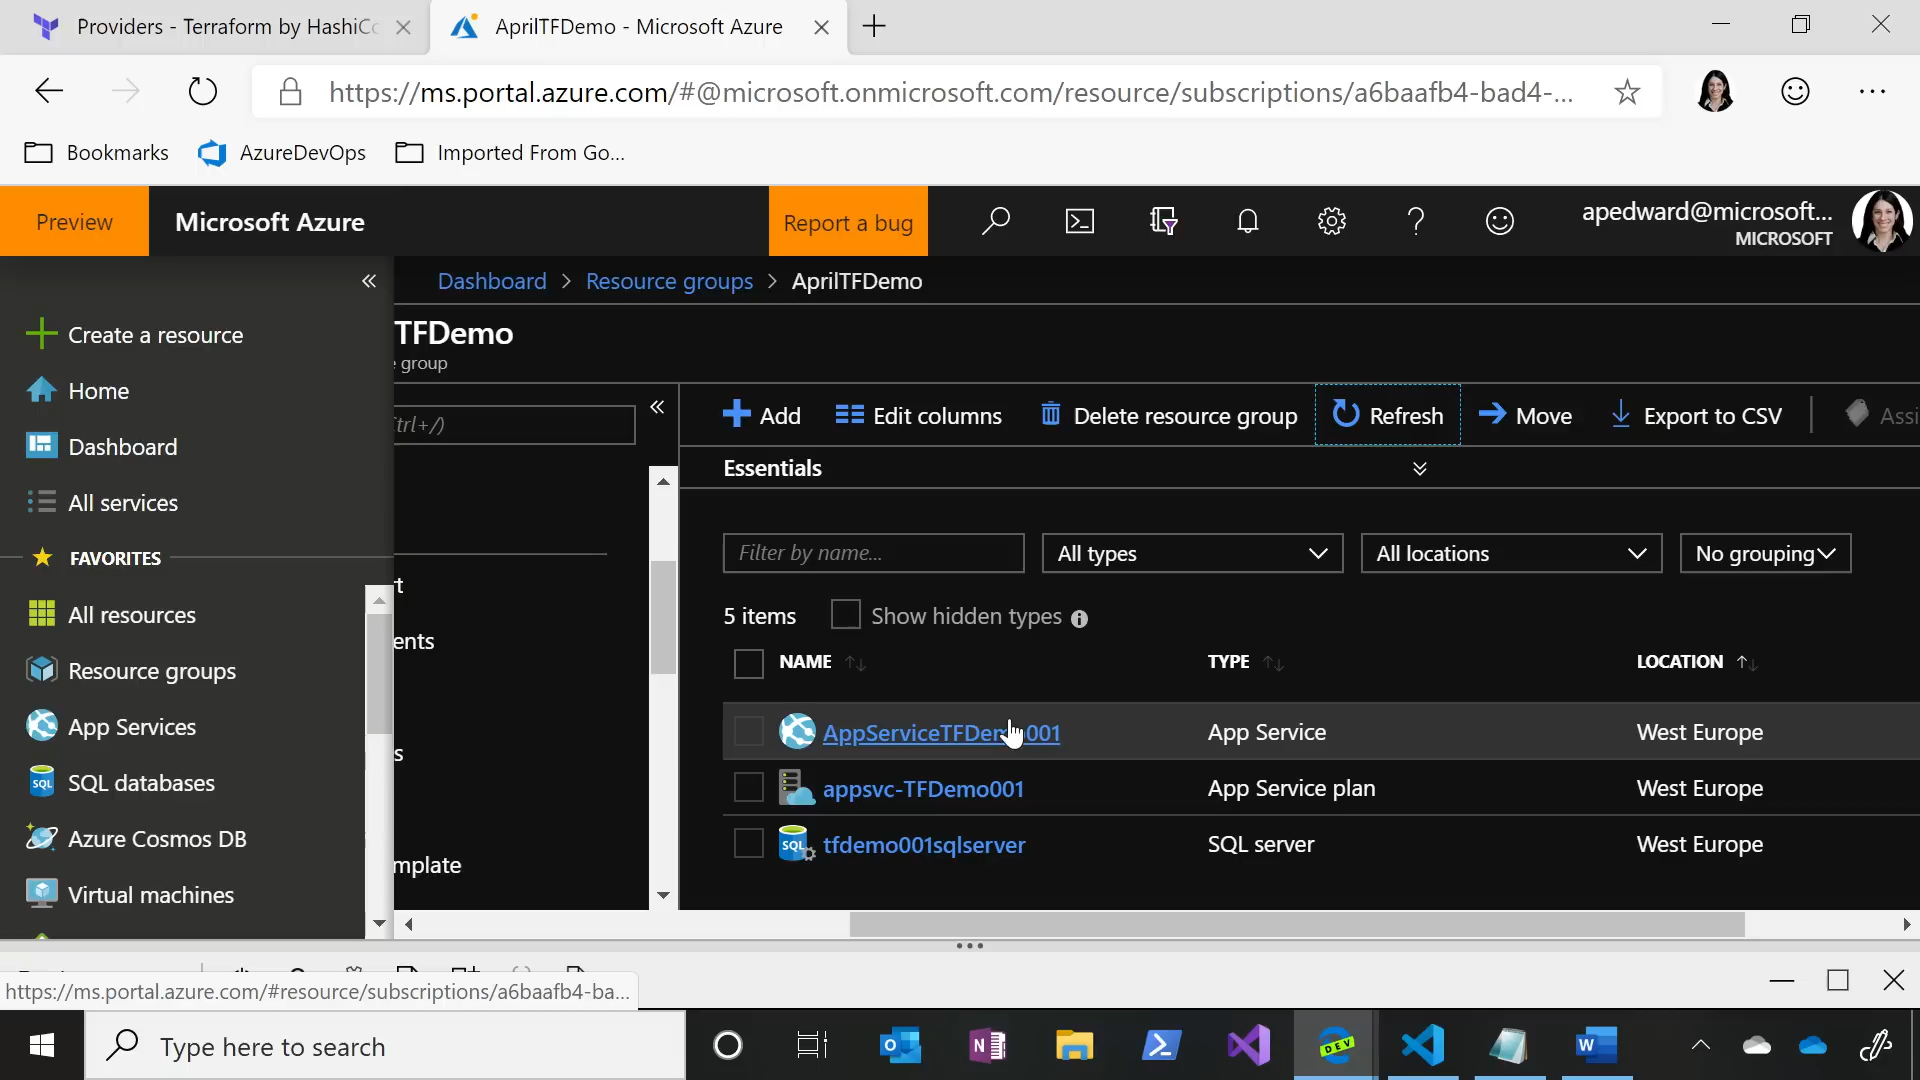 Providers - Terraform by HashiC
AprilTFDemo - Microsoft Azure
https://ms.portal.azure.com/#@microsoft.onmicrosoft.com/resource/subscriptions/a6baafb4-bad4-...
Bookmarks
AzureDevOps
Imported From Go...
Preview
Microsoft Azure
Report a bug
apedward@microsoft...
MICROSOFT
Dashboard > Resource groups > AprilTFDemo
Create a resource
Home
Dashboard
All services
FAVORITES
All resources
Resource groups
App Services
SQL databases
Azure Cosmos DB
Virtual machines
TFDemo
group
Ctrl+/)
t
ents
s
mplate
Add
Edit columns
Delete resource group
Refresh
Move
Export to CSV
Assi
Essentials
Filter by name...
All types
All locations
No grouping
5 items
Show hidden types
NAME
TYPE
LOCATION
AppServiceTFDemo001
App Service
West Europe
appsvc-TFDemo001
App Service plan
West Europe
SQL
tfdemo001sqlserver
SQL server
West Europe
https://ms.portal.azure.com/#resource/subscriptions/a6baafb4-ba...
Type here to search
DEV